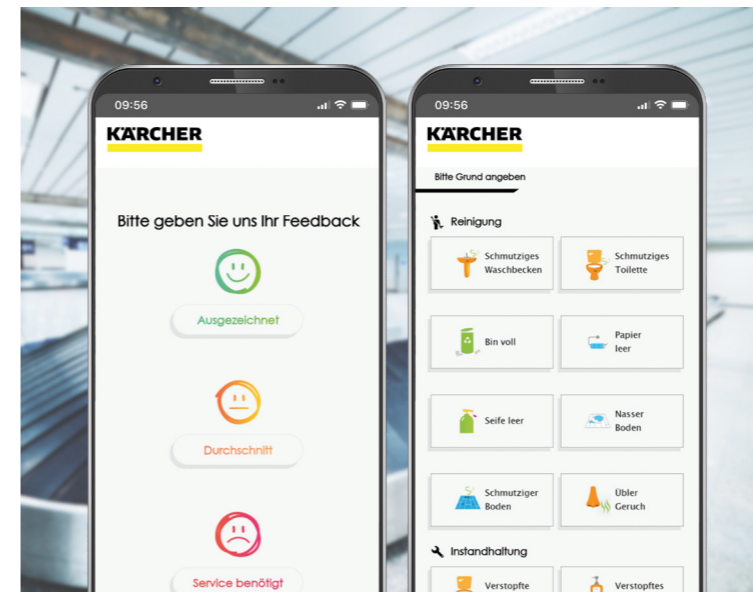 09:56
KÄRCHER
Bitte geben Sie uns Ihr Feedback
Ausgezeichnet
Durchschnitt
Service benötigt
09:56
KÄRCHER
Bitte Grund angeben
Reinigung
Schmutziges
Waschbecken
Schmutziges
Toilette
Bin voll
Papier
leer
Seife leer
Nasser
Boden
Schmutziger
Boden
Übler
Geruch
Instandhaltung
Verstopfte
Verstopftes